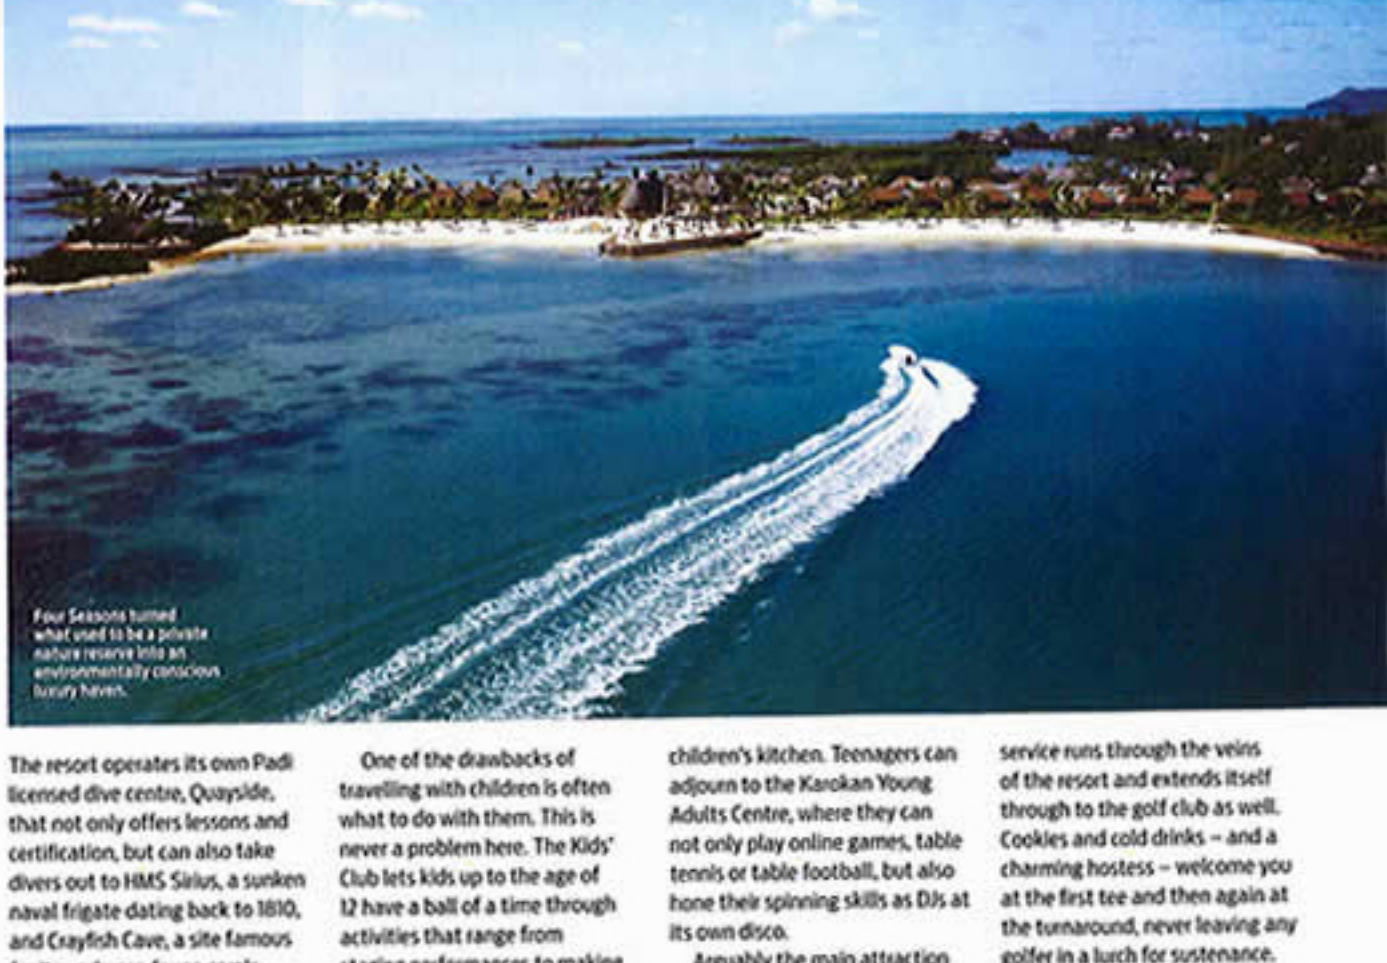 Four Seasons turned
what used to be a private
nature reserve into an
environmentally conscious
luxury haven.
The resort operates its own Padi
licensed dive centre, Quayside,
that not only offers lessons and
certification, but can also take
divers out to HMS Sirius, a sunken
naval frigate dating back to 1810,
and Crayfish Cave, a site famous
One of the drawbacks of
travelling with children is often
what to do with them. This is
never a problem here. The Kids'
Club lets kids up to the age of
12 have a ball of a time through
activities that range from
staging performances to making
children's kitchen. Teenagers can
adjourn to the Karokan Young
Adults Centre, where they can
not only play online games, table
tennis or table football, but also
hone their spinning skills as DJs at
its own disco.
Arguably the main attraction
service runs through the veins
of the resort and extends itself
through to the golf club as well.
Cookies and cold drinks – and a
charming hostess – welcome you
at the first tee and then again at
the turnaround, never leaving any
golfer in a lurch for sustenance.